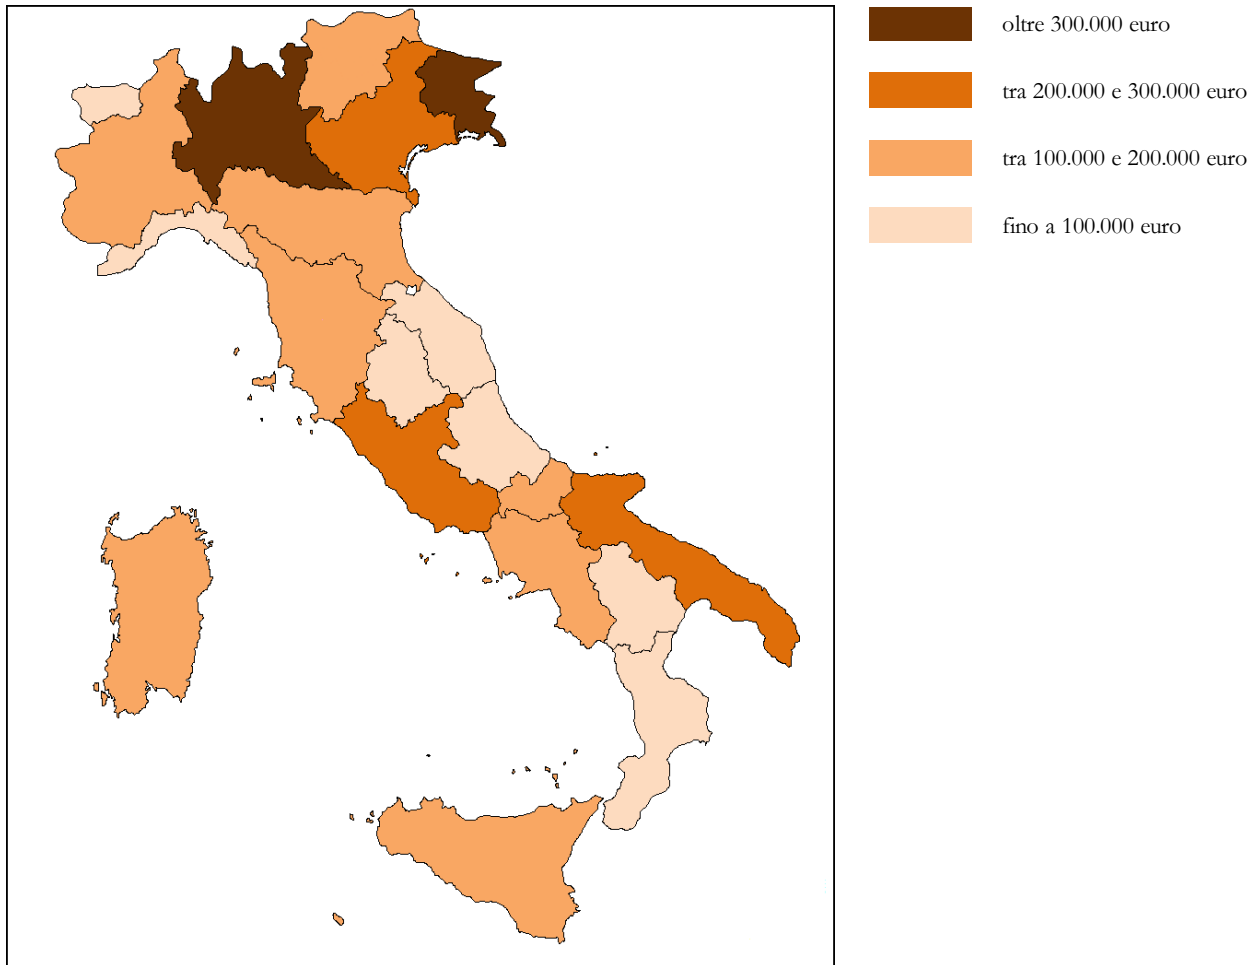 oltre 300.000 euro
tra 200.000 e 300.000 euro
tra 100.000 e 200.000 euro
fino a 100.000 euro